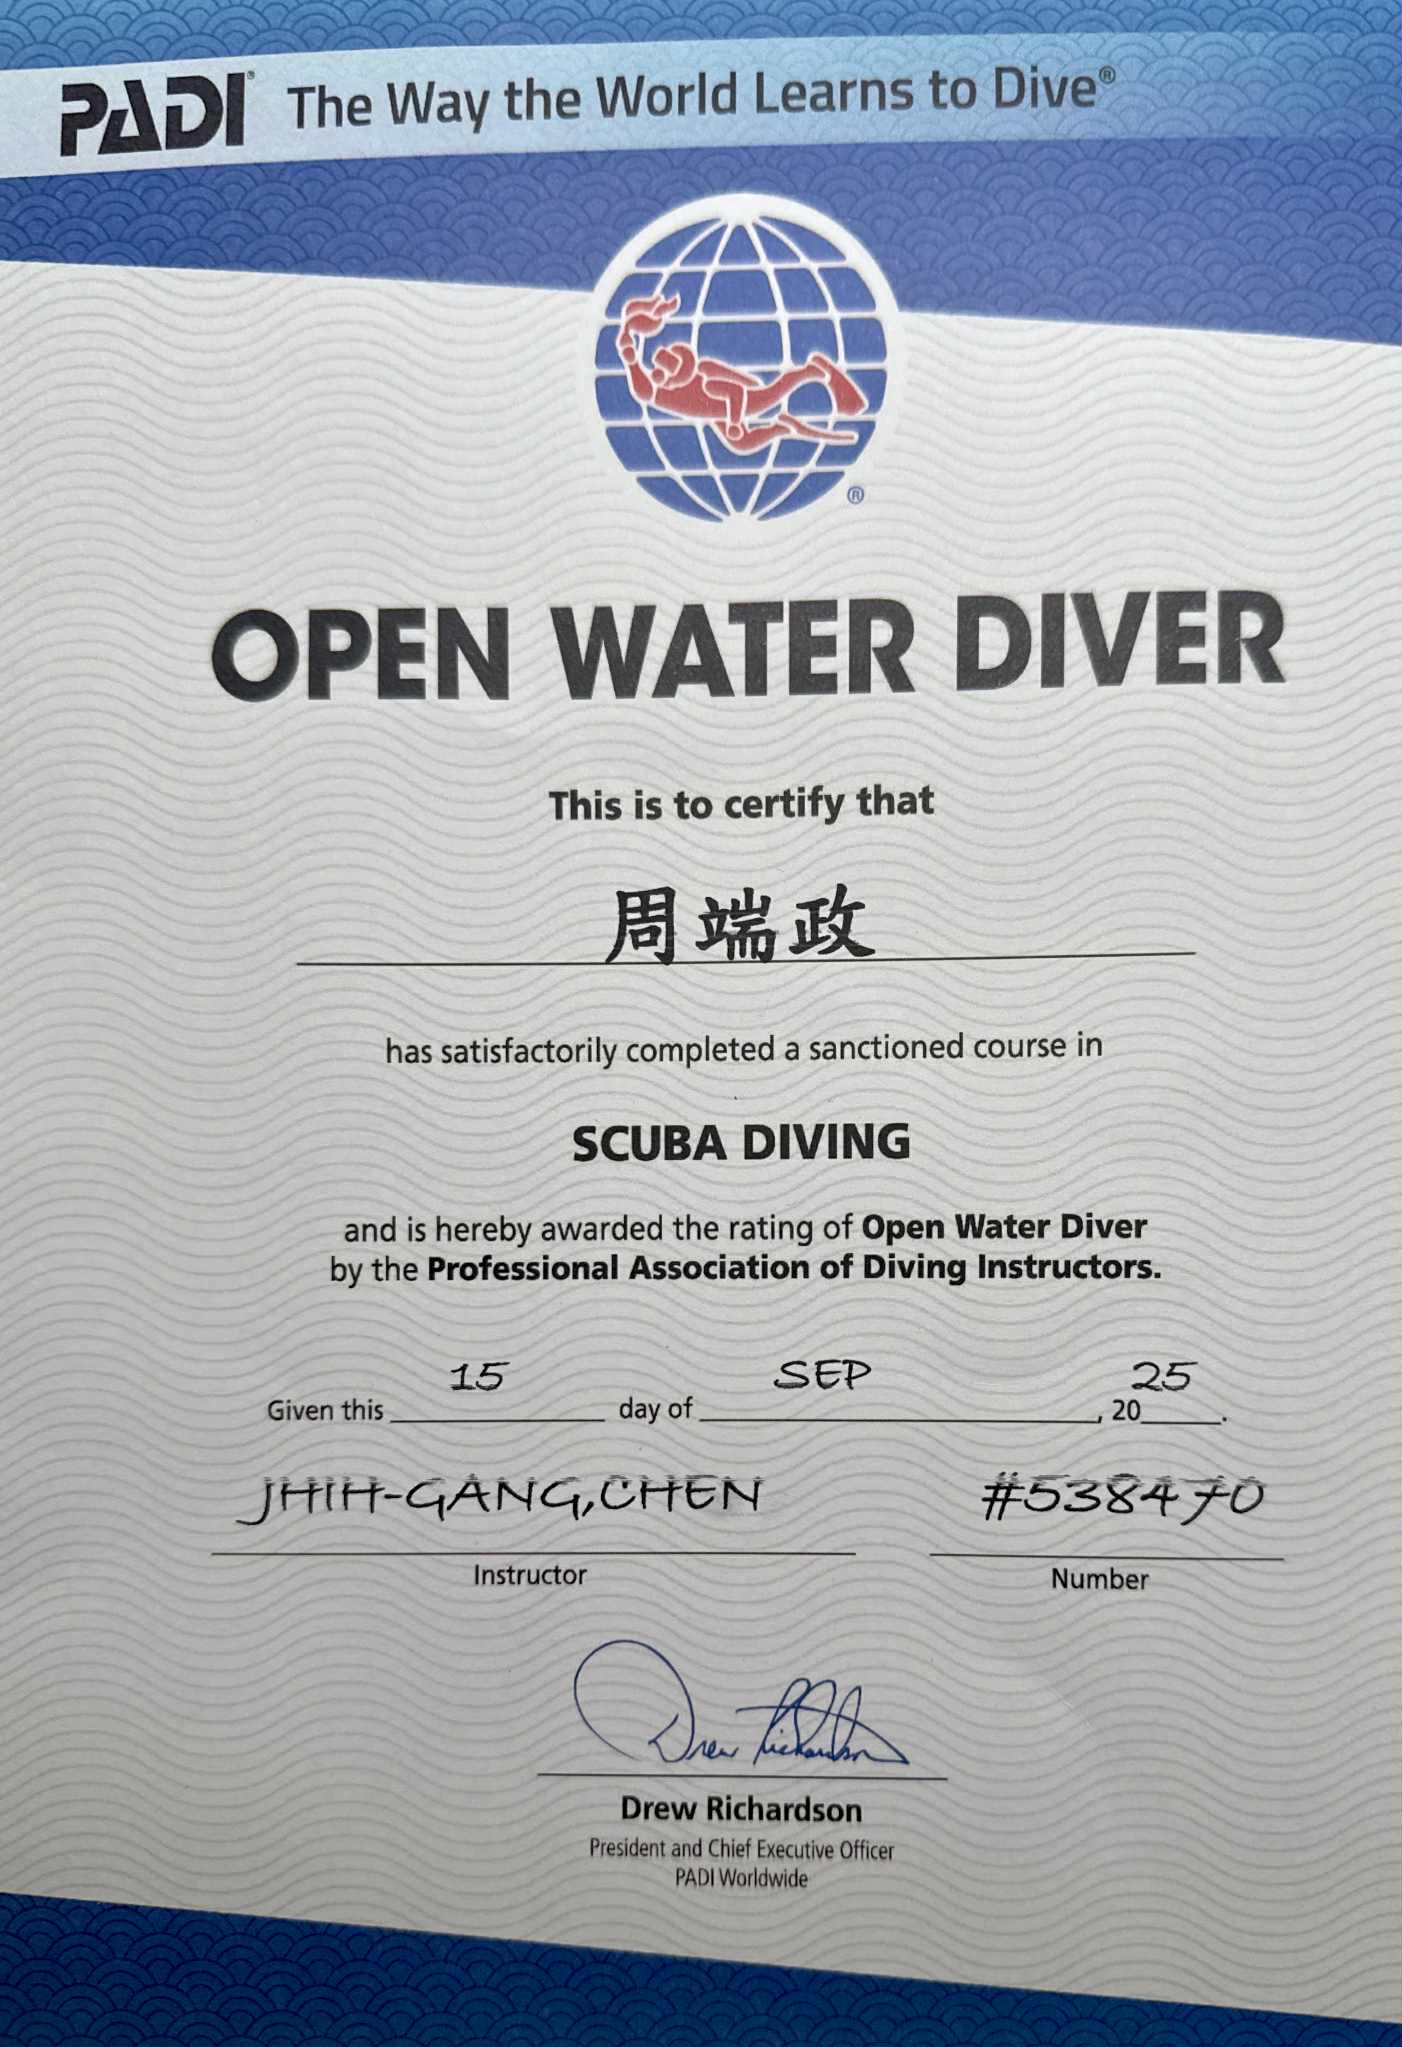 PADI® The Way the World Learns to Dive®
®
OPEN WATER DIVER
This is to certify that
周端政
has satisfactorily completed a sanctioned course in
SCUBA DIVING
and is hereby awarded the rating of Open Water Diver
by the Professional Association of Diving Instructors.
Given this 15 day of SEP, 2025.
JHIH-GANG,CHEN #538470
Instructor Number
Drew Richardson
Drew Richardson
President and Chief Executive Officer
PADI Worldwide